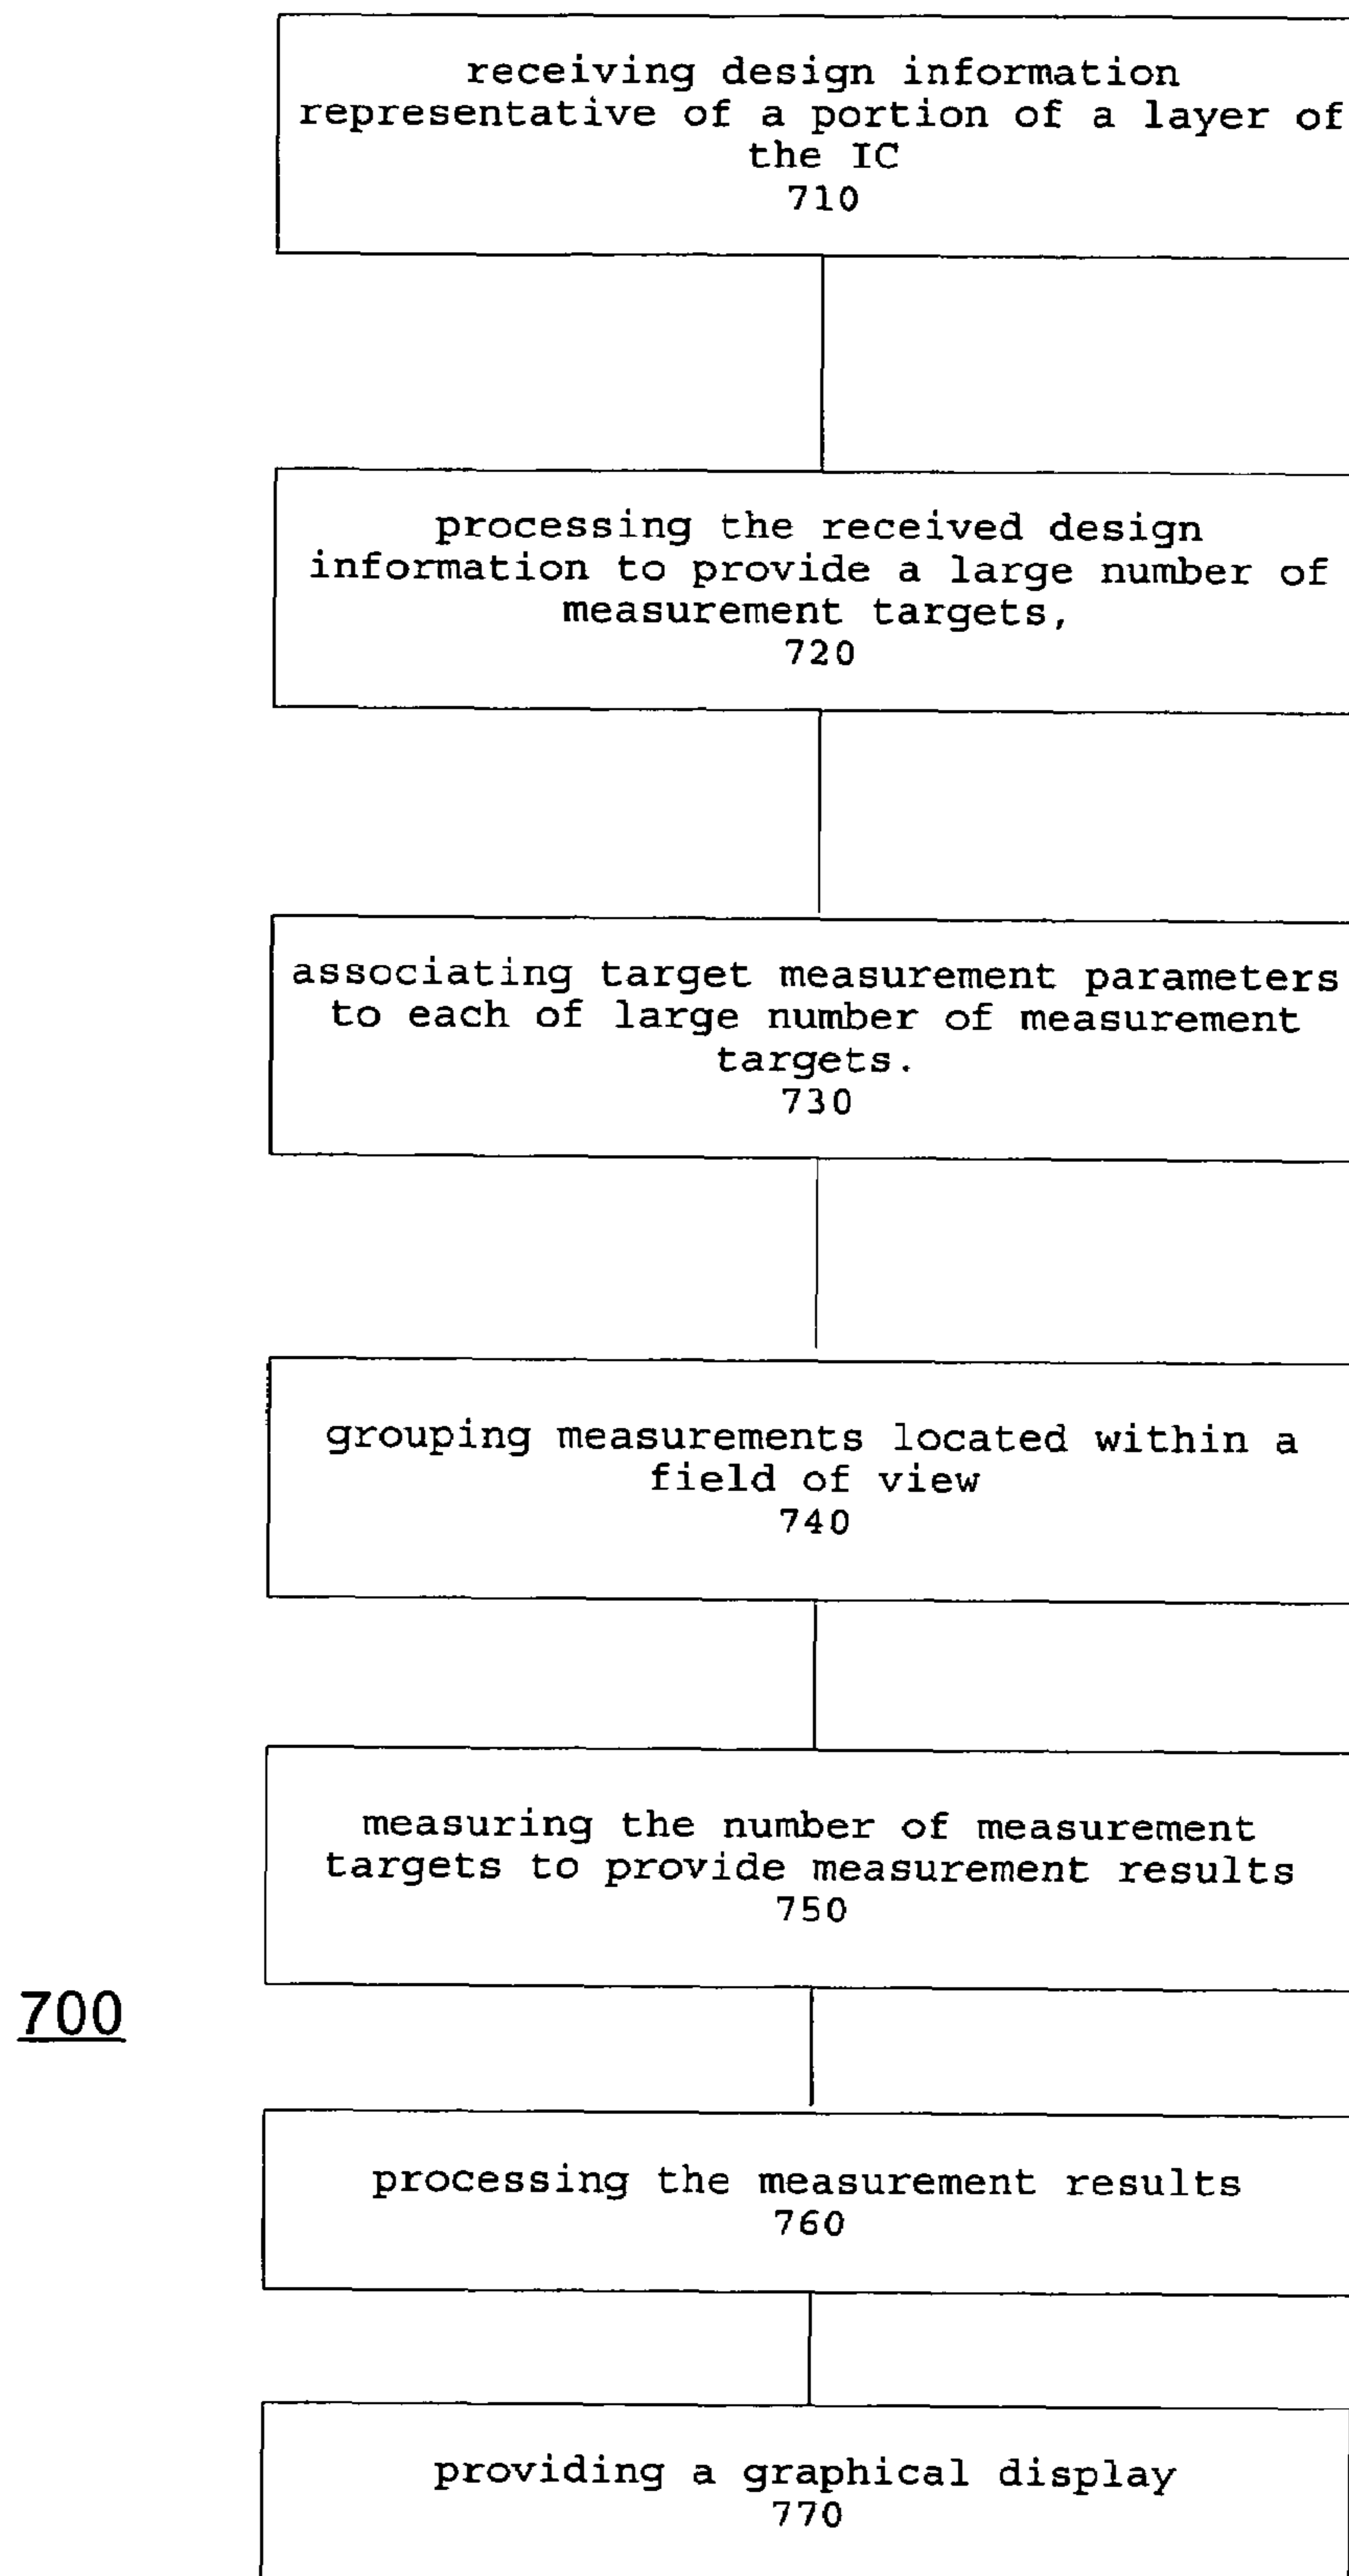 receiving design information
representative of a portion of a layer of
the IC
710
processing the received design
information to provide a large number of
measurement targets,
720
associating target measurement parameters
to each of large number of measurement
targets.
730
grouping measurements located within a
field of view
740
measuring the number of measurement
targets to provide measurement results
750
700
processing the measurement results
760
providing a graphical display
770